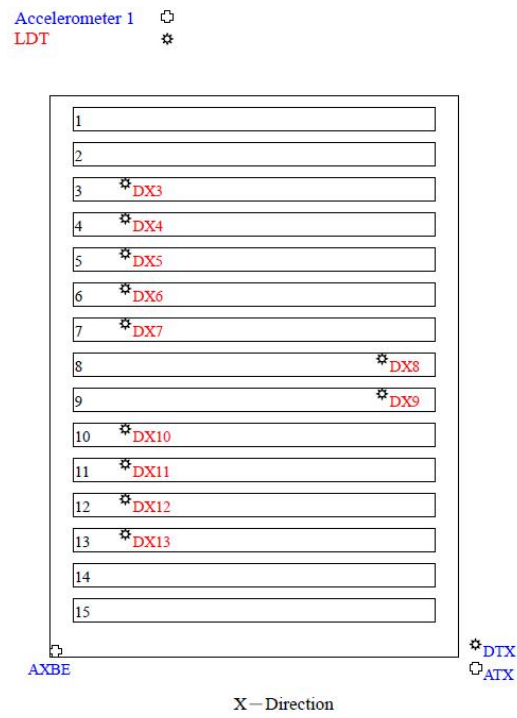 Accelerometer 1
LDT
1
2
3 DX3
4 DX4
5 DX5
6 DX6
7 DX7
8 DX8
9 DX9
10 DX10
11 DX11
12 DX12
13 DX13
14
15
DTX
AXBE
ATX
X－Direction